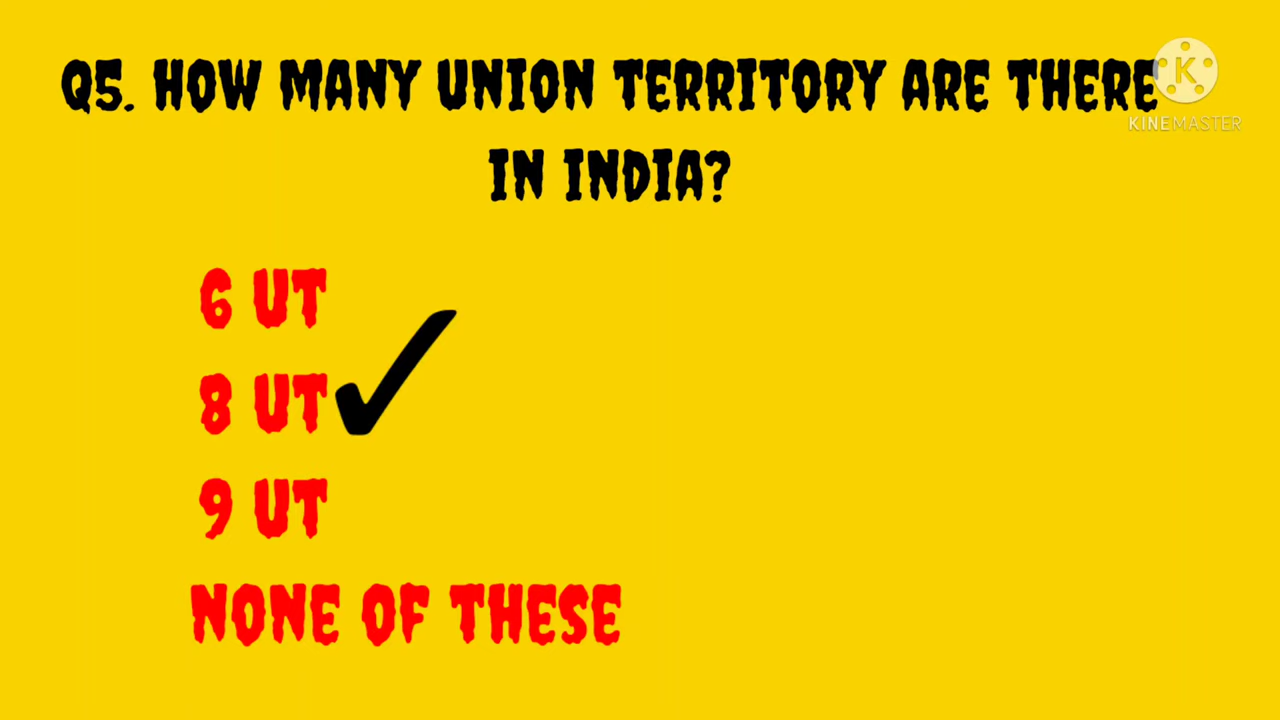 Q5. HOW MANY UNION TERRITORY ARE THERE
IN INDIA?
K
KINEMASTER
6 UT
8 UT
9 UT
NONE OF THESE